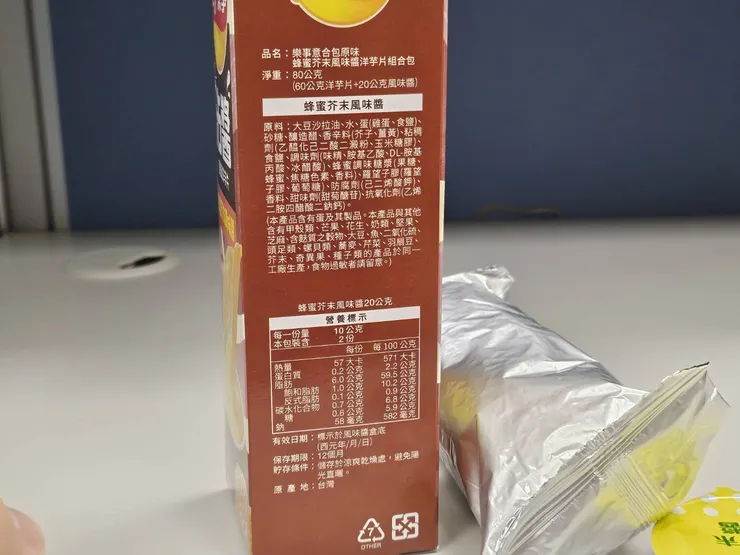 品名：樂事意合包原味
蜂蜜芥末風味醬洋芋片組合包
淨重：80公克
(60公克洋芋片+20公克風味醬)
蜂蜜芥末風味醬
原料：大豆沙拉油、水、蛋(雞蛋、食鹽)、
砂糖、釀造醋、香辛料(芥子、薑黃)、粘稠
劑(乙醯化己二酸二澱粉、玉米糖膠)、
食鹽、調味劑(味精、胺基乙酸、DL-胺基
丙酸、冰醋酸)、蜂蜜調味糖漿(果糖、
蜂蜜、焦糖色素、香料)、羅望子膠(羅望
子膠、葡萄糖)、防腐劑(己二烯酸鉀)、
香料、甜味劑(甜菊醣苷)、抗氧化劑(乙烯
二胺四醋酸二鈉鈣)。
(本產品含有蛋及其製品。本產品與其他
含有甲殼類、芒果、花生、奶類、堅果、
芝麻、含麩質之穀物、大豆、魚、二氧化硫、
頭足類、螺貝類、蕎麥、芹菜、羽扇豆、
芥末、奇異果、種子類的產品於同一
工廠生產，食物過敏者請留意。)
蜂蜜芥末風味醬20公克
營養標示
每一份量 10公克
本包裝含 2份
每份 每100公克
熱量 57大卡 571大卡
蛋白質 0.2公克 2.2公克
脂肪 6.0公克 59.5公克
飽和脂肪 1.0公克 10.2公克
反式脂肪 0.1公克 0.9公克
碳水化合物 0.7公克 6.8公克
糖 0.6公克 5.9公克
鈉 58毫克 582毫克
有效日期：標示於風味醬盒底
(西元年/月/日)
保存期限：12個月
貯存條件：儲存於涼爽乾燥處，避免陽
光直曬。
原產地：台灣
7
OTHER
醬